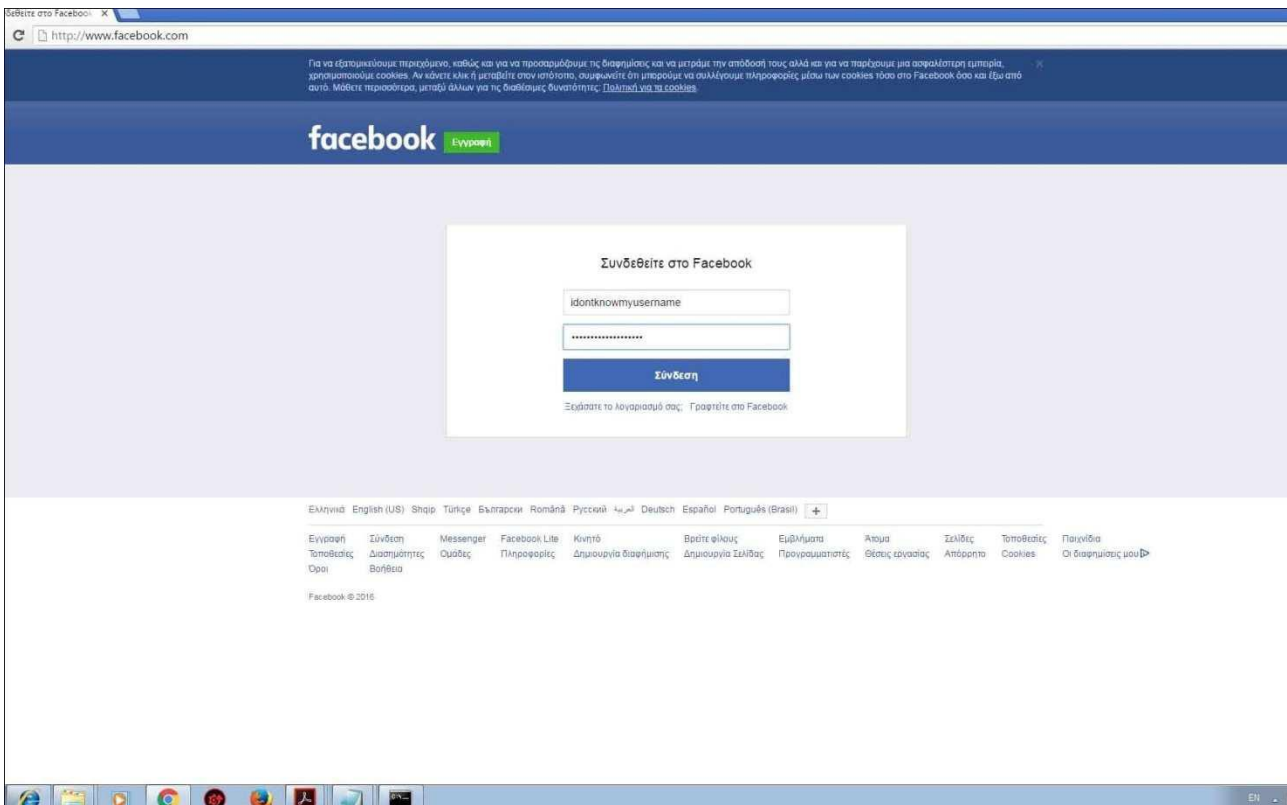 δεθείτε στο Facebook
http://www.facebook.com
Για να εξατομικεύουμε περιεχόμενο, καθώς και για να προσαρμόζουμε τις διαφημίσεις και να μετράμε την απόδοσή τους αλλά και για να παρέχουμε μια ασφαλέστερη εμπειρία,
χρησιμοποιούμε cookies. Αν κάνετε κλικ ή μεταβείτε στον ιστότοπο, συμφωνείτε ότι μπορούμε να συλλέγουμε πληροφορίες μέσω των cookies τόσο στο Facebook όσο και έξω από
αυτό. Μάθετε περισσότερα, μεταξύ άλλων για τις διαθέσιμες δυνατότητες: Πολιτική για τα cookies.
facebook Εγγραφή
Συνδεθείτε στο Facebook
idontknowmyusername
Σύνδεση
Ξεχάσατε το λογαριασμό σας; Γραφτείτε στο Facebook
Ελληνικά English (US) Shqip Türkçe Български Română Русский العربية Deutsch Español Português (Brasil) +
Εγγραφή Σύνδεση Messenger Facebook Lite Κινητό Βρείτε φίλους Εμβλήματα Άτομα Σελίδες Τοποθεσίες Παιχνίδια
Τοποθεσίες Διασημότητες Ομάδες Πληροφορίες Δημιουργία διαφήμισης Δημιουργία Σελίδας Προγραμματιστές Θέσεις εργασίας Απόρρητο Cookies Οι διαφημίσεις μου
Όροι Βοήθεια
Facebook © 2016
EN